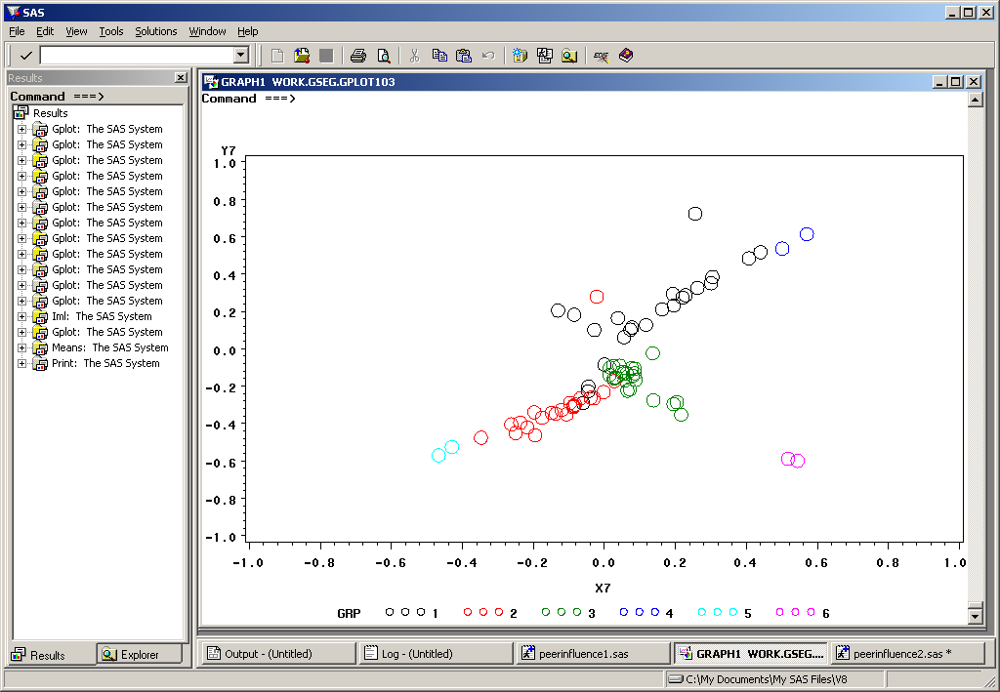 SAS
File Edit View Tools Solutions Window Help
Results
Command ===>
Results
Gplot: The SAS System
Gplot: The SAS System
Gplot: The SAS System
Gplot: The SAS System
Gplot: The SAS System
Gplot: The SAS System
Gplot: The SAS System
Gplot: The SAS System
Gplot: The SAS System
Gplot: The SAS System
Gplot: The SAS System
Gplot: The SAS System
Iml: The SAS System
Gplot: The SAS System
Means: The SAS System
Print: The SAS System
Results Explorer
GRAPH1 WORK.GSEG.GPLOT103
Command ===>
Y7
1.0
0.8
0.6
0.4
0.2
0.0
-0.2
-0.4
-0.6
-0.8
-1.0
-1.0 -0.8 -0.6 -0.4 -0.2 0.0 0.2 0.4 0.6 0.8 1.0
X7
GRP 1 2 3 4 5 6
Output - (Untitled) Log - (Untitled) peerinfluence1.sas GRAPH1 WORK.GSEG.... peerinfluence2.sas *
C:\My Documents\My SAS Files\V8